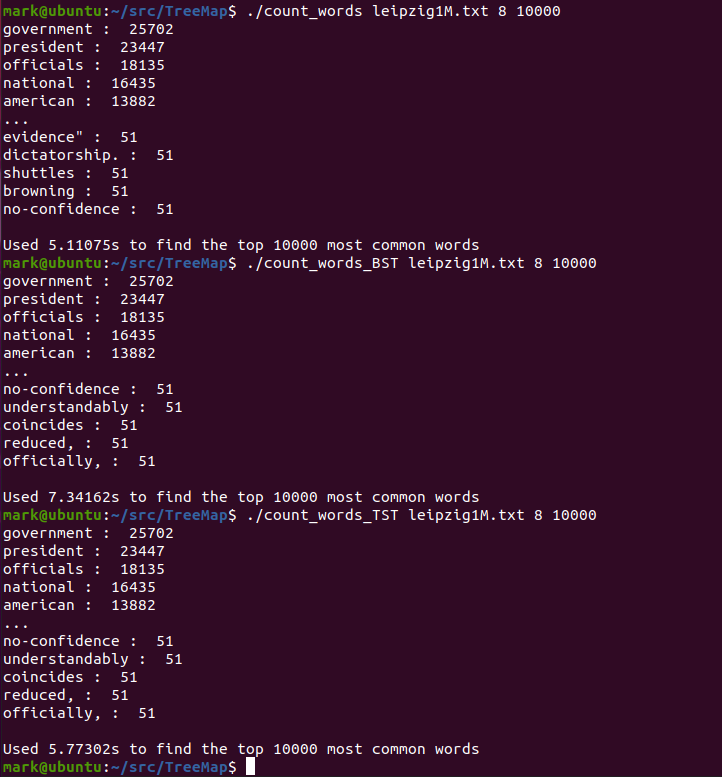 mark@ubuntu:~/src/TreeMap$ ./count_words leipzig1M.txt 8 10000
government :  25702
president :  23447
officials :  18135
national :  16435
american :  13882
...
evidence" :  51
dictatorship. :  51
shuttles :  51
browning :  51
no-confidence :  51

Used 5.11075s to find the top 10000 most common words
mark@ubuntu:~/src/TreeMap$ ./count_words_BST leipzig1M.txt 8 10000
government :  25702
president :  23447
officials :  18135
national :  16435
american :  13882
...
no-confidence :  51
understandably :  51
coincides :  51
reduced, :  51
officially, :  51

Used 7.34162s to find the top 10000 most common words
mark@ubuntu:~/src/TreeMap$ ./count_words_TST leipzig1M.txt 8 10000
government :  25702
president :  23447
officials :  18135
national :  16435
american :  13882
...
no-confidence :  51
understandably :  51
coincides :  51
reduced, :  51
officially, :  51

Used 5.77302s to find the top 10000 most common words
mark@ubuntu:~/src/TreeMap$